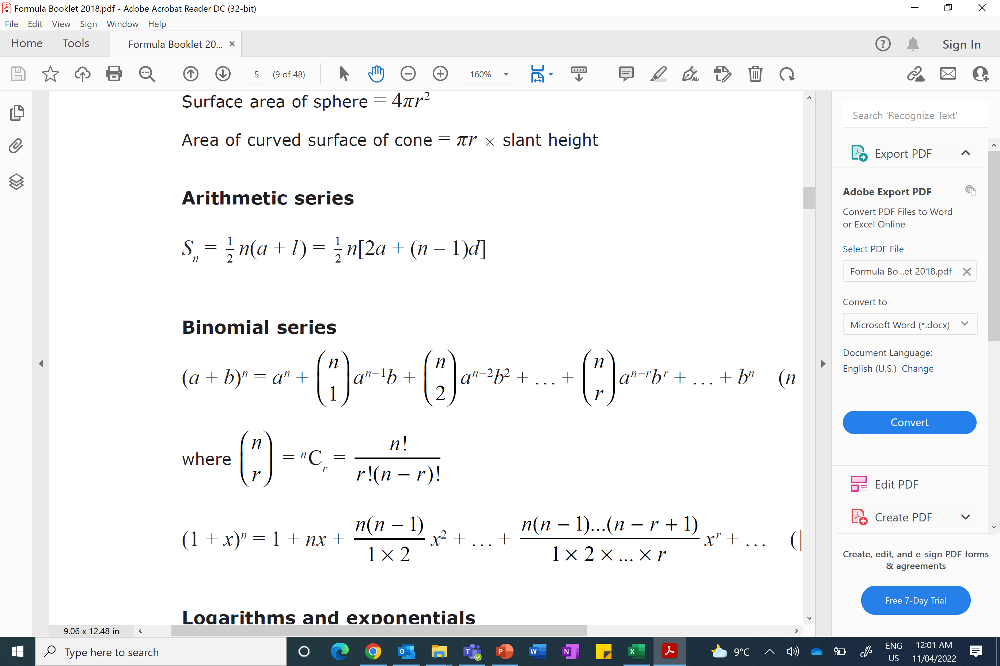 Formula Booklet 2018.pdf - Adobe Acrobat Reader DC (32-bit)
File Edit View Sign Window Help
Home Tools Formula Booklet 20... × Sign In
5 (9 of 48) 160%
Surface area of sphere = 4πr²
Area of curved surface of cone = πr × slant height
Arithmetic series
Sₙ = ½ n(a + l) = ½ n[2a + (n − 1)d]
Binomial series
(a + b)ⁿ = aⁿ + (n 1) aⁿ⁻¹b + (n 2) aⁿ⁻²b² + ... + (n r) aⁿ⁻ʳbʳ + ... + bⁿ (n
where (n r) = ⁿCᵣ = n! / r!(n − r)!
(1 + x)ⁿ = 1 + nx + n(n − 1) / 1 × 2 x² + ... + n(n − 1)...(n − r + 1) / 1 × 2 × ... × r xʳ + ... (|
Logarithms and exponentials
9.06 x 12.48 in
Search 'Recognize Text'
Export PDF
Adobe Export PDF
Convert PDF Files to Word
or Excel Online
Select PDF File
Formula Bo...et 2018.pdf
Convert to
Microsoft Word (*.docx)
Document Language:
English (U.S.) Change
Convert
Edit PDF
Create PDF
Create, edit, and e-sign PDF forms
& agreements
Free 7-Day Trial
Type here to search
9°C
ENG
US
12:01 AM
11/04/2022